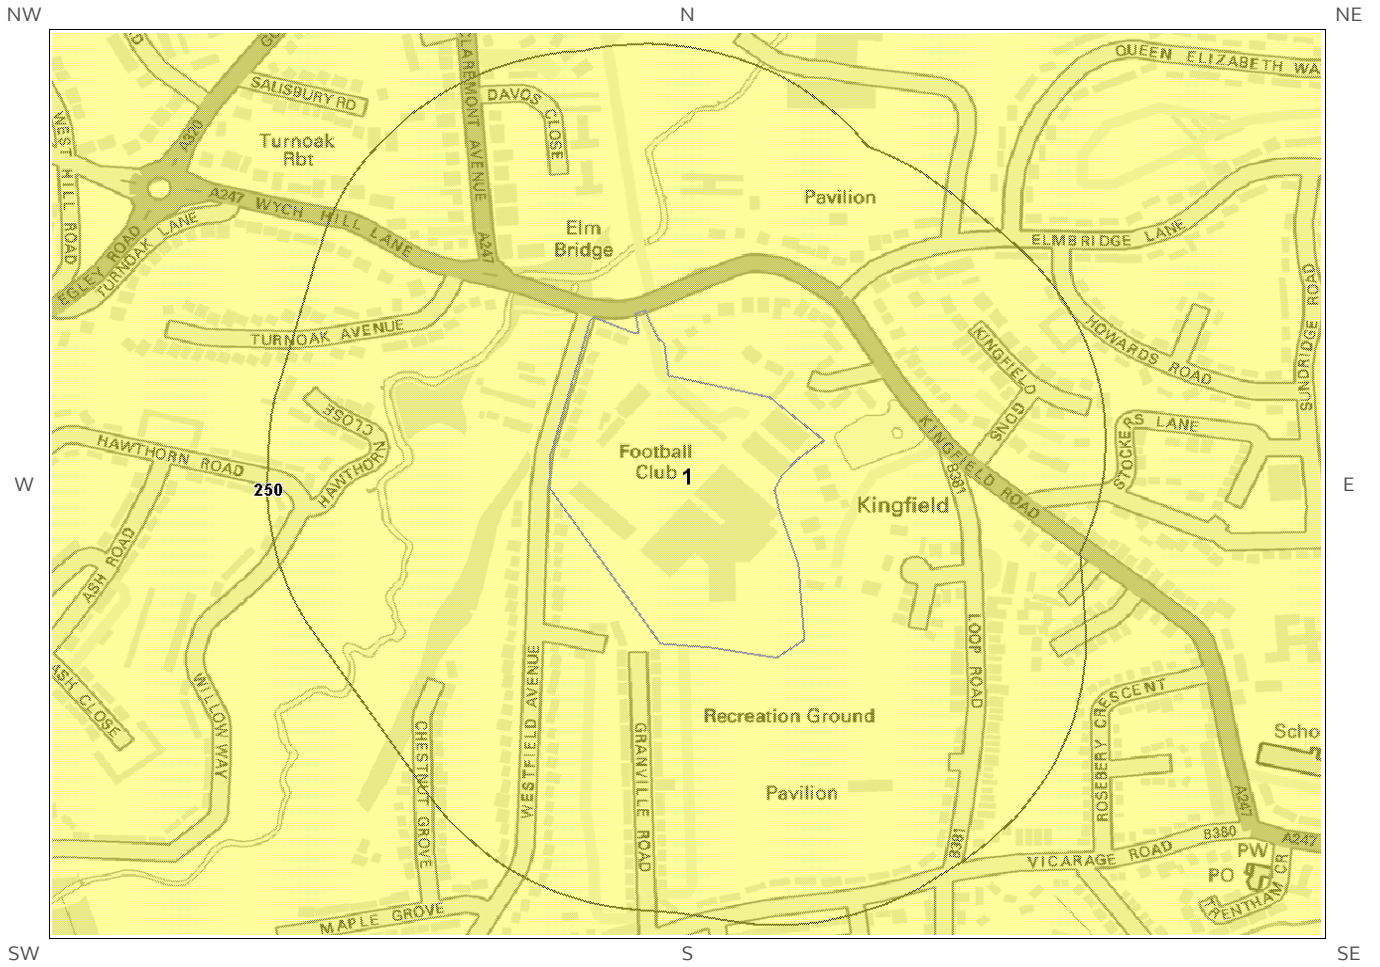 NW
N
NE
QUEEN ELIZABETH WA
SALISBURY RD
CLAREMONT AVENUE
DAVOS
CLOSE
A320
WEST HILL ROAD
Turnoak
Rbt
A247 WYCH HILL LANE
Pavilion
EGLEY ROAD
TURNOAK LANE
A247
Elm
Bridge
ELMBRIDGE LANE
TURNOAK AVENUE
KINGFIELD
GDNS
HOWARDS ROAD
SUNDRIDGE ROAD
HAWTHORN ROAD
HAWTHORN
CLOSE
Football
Club
1
KINGFIELD ROAD
B381
STOCKERS LANE
W
250
Kingfield
E
ASH ROAD
ASH CLOSE
WILLOW WAY
CHESTNUT GROVE
WESTFIELD AVENUE
GRANVILLE ROAD
Recreation Ground
Pavilion
LOOP ROAD
ROSEBERY CRESCENT
Scho
A247
B381
VICARAGE ROAD
B380
A247
PW
PO
TRENTHAM CR
MAPLE GROVE
SW
S
SE